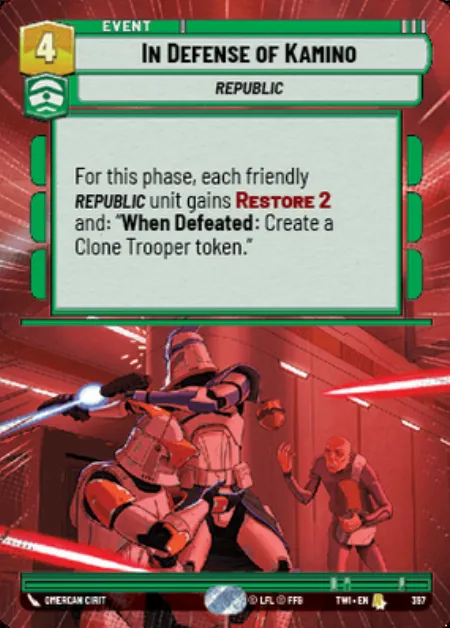 EVENT
4
IN DEFENSE OF KAMINO
REPUBLIC
For this phase, each friendly
REPUBLIC unit gains RESTORE 2
and: “When Defeated: Create a
Clone Trooper token.”
OMERCAN CIRIT
© LFL © FFG
TWI • EN
397